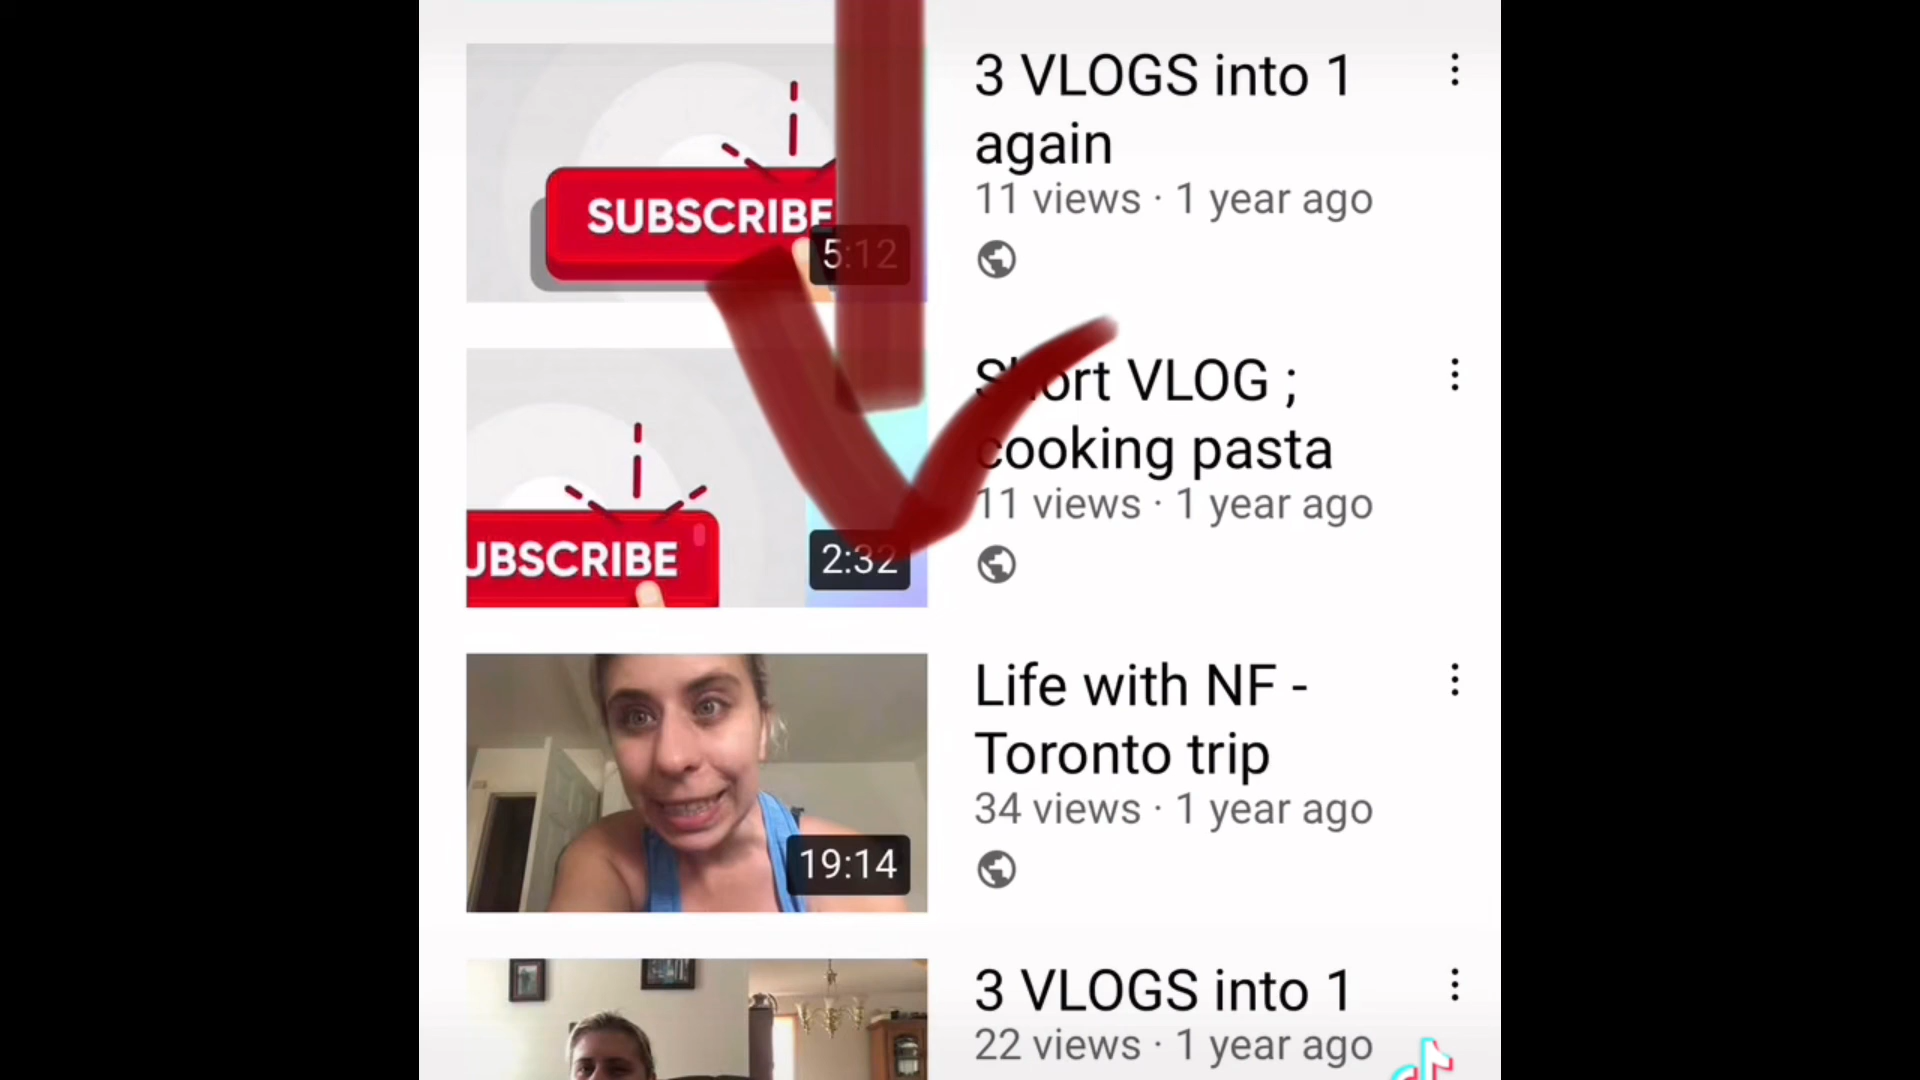 3 VLOGS into 1
again
11 views · 1 year ago
SUBSCRIBE
5:12
Short VLOG ;
cooking pasta
11 views · 1 year ago
UBSCRIBE
2:32
Life with NF -
Toronto trip
34 views · 1 year ago
19:14
3 VLOGS into 1
22 views · 1 year ago